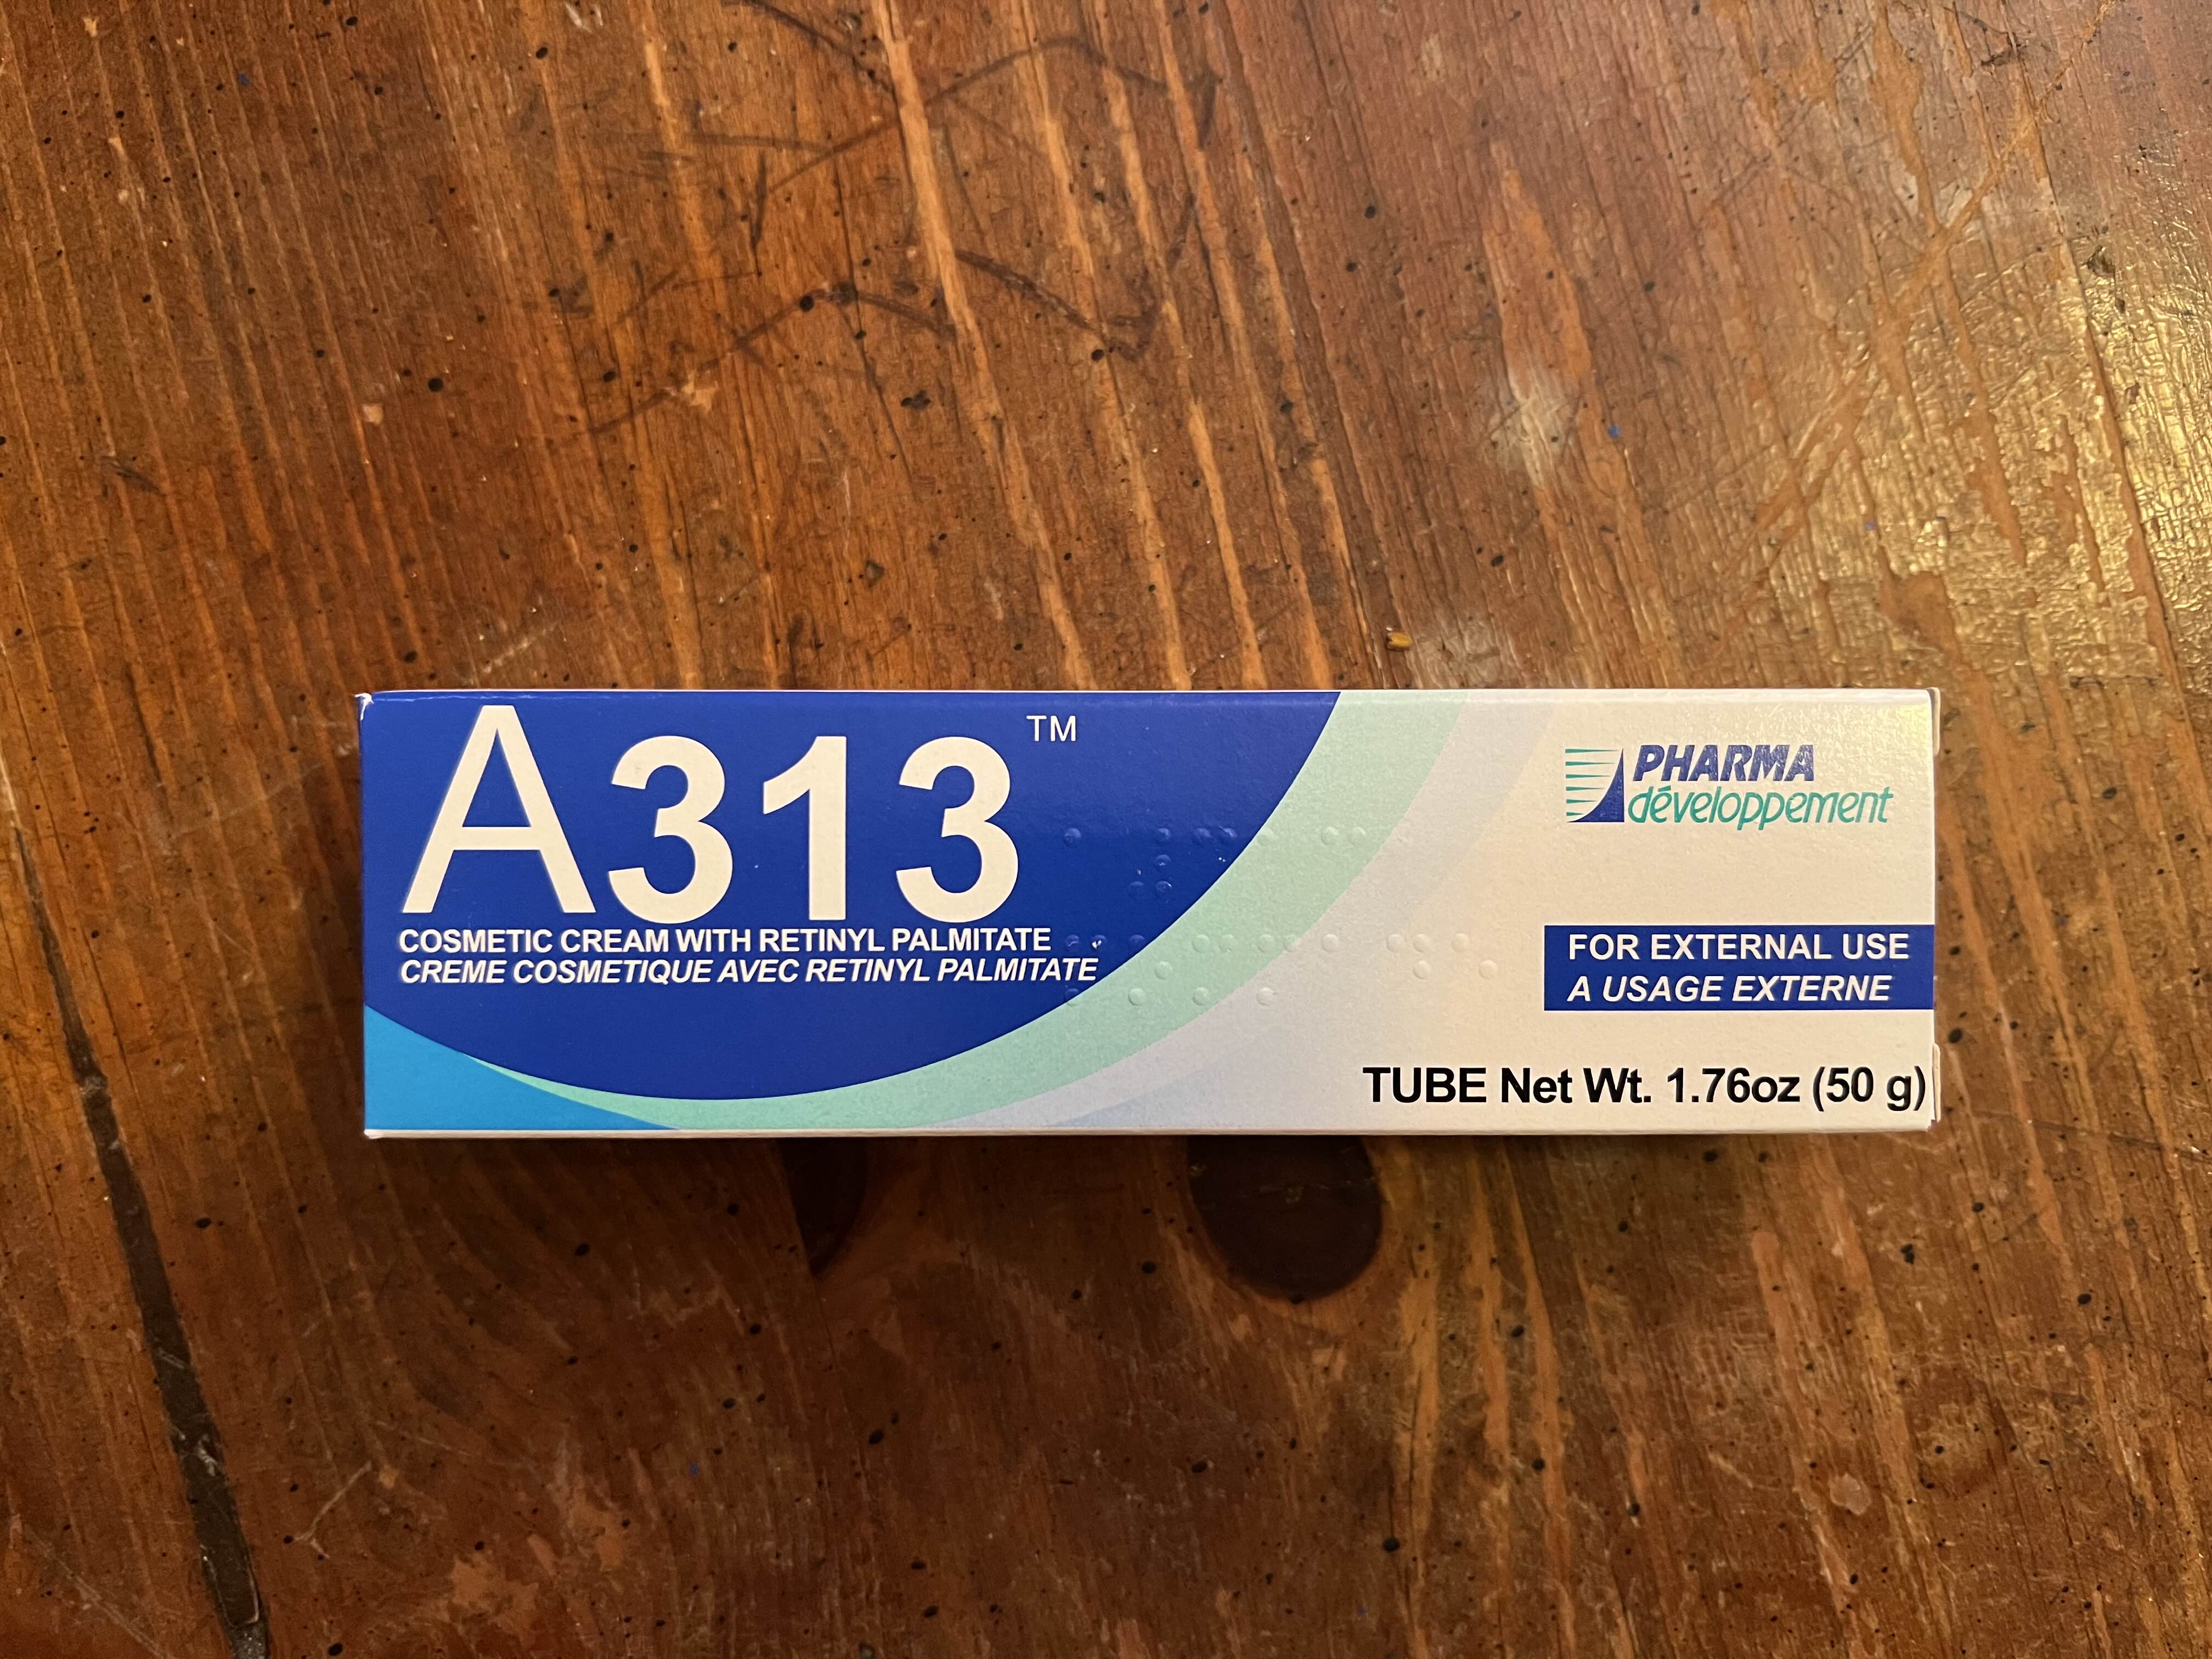 A313™
COSMETIC CREAM WITH RETINYL PALMITATE
CREME COSMETIQUE AVEC RETINYL PALMITATE
PHARMA
développement
FOR EXTERNAL USE
A USAGE EXTERNE
TUBE Net Wt. 1.76oz (50 g)